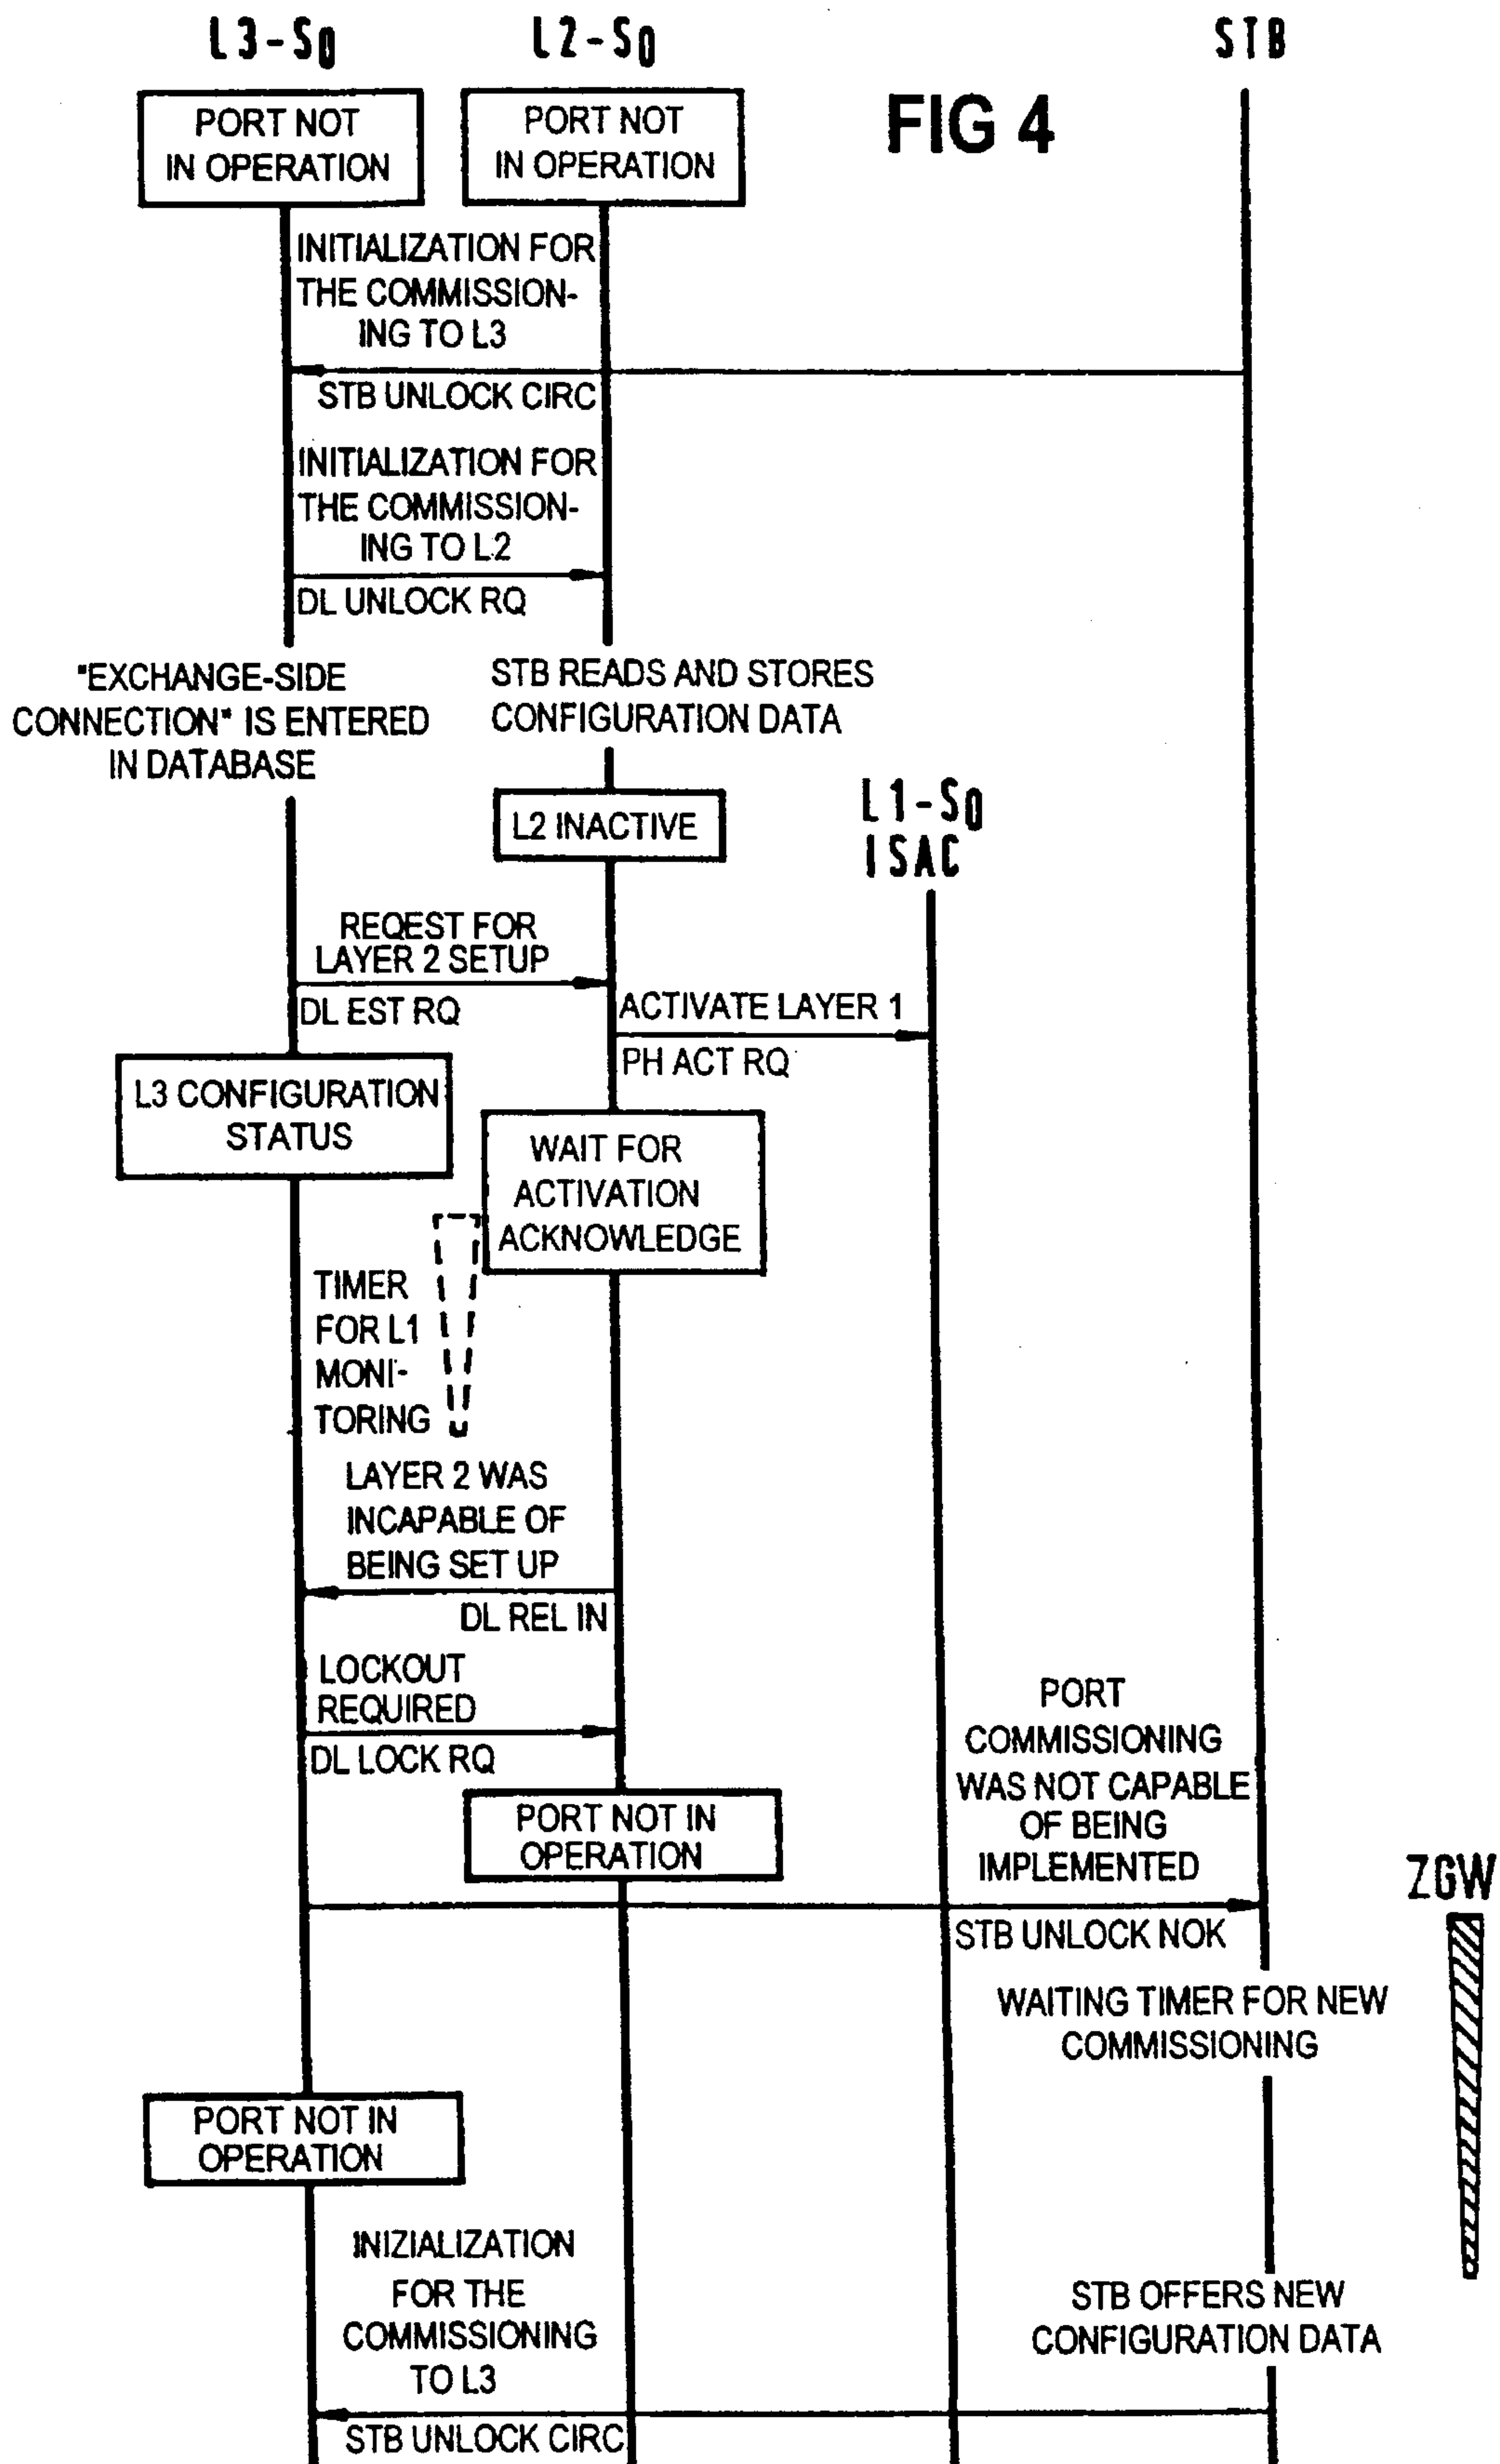 L3-S0
L2-S0
STB
FIG 4
PORT NOT
IN OPERATION
PORT NOT
IN OPERATION
INITIALIZATION FOR
THE COMMISSION-
ING TO L3
STB UNLOCK CIRC
INITIALIZATION FOR
THE COMMISSION-
ING TO L2
DL UNLOCK RQ
"EXCHANGE-SIDE
CONNECTION" IS ENTERED
IN DATABASE
STB READS AND STORES
CONFIGURATION DATA
L2 INACTIVE
L1-S0
ISAC
REQEST FOR
LAYER 2 SETUP
DL EST RQ
ACTIVATE LAYER 1
PH ACT RQ
L3 CONFIGURATION
STATUS
WAIT FOR
ACTIVATION
ACKNOWLEDGE
TIMER
FOR L1
MONI-
TORING
LAYER 2 WAS
INCAPABLE OF
BEING SET UP
DL REL IN
LOCKOUT
REQUIRED
DL LOCK RQ
PORT
COMMISSIONING
WAS NOT CAPABLE
OF BEING
IMPLEMENTED
PORT NOT IN
OPERATION
STB UNLOCK NOK
ZGW
WAITING TIMER FOR NEW
COMMISSIONING
PORT NOT IN
OPERATION
INIZIALIZATION
FOR THE
COMMISSIONING
TO L3
STB OFFERS NEW
CONFIGURATION DATA
STB UNLOCK CIRC